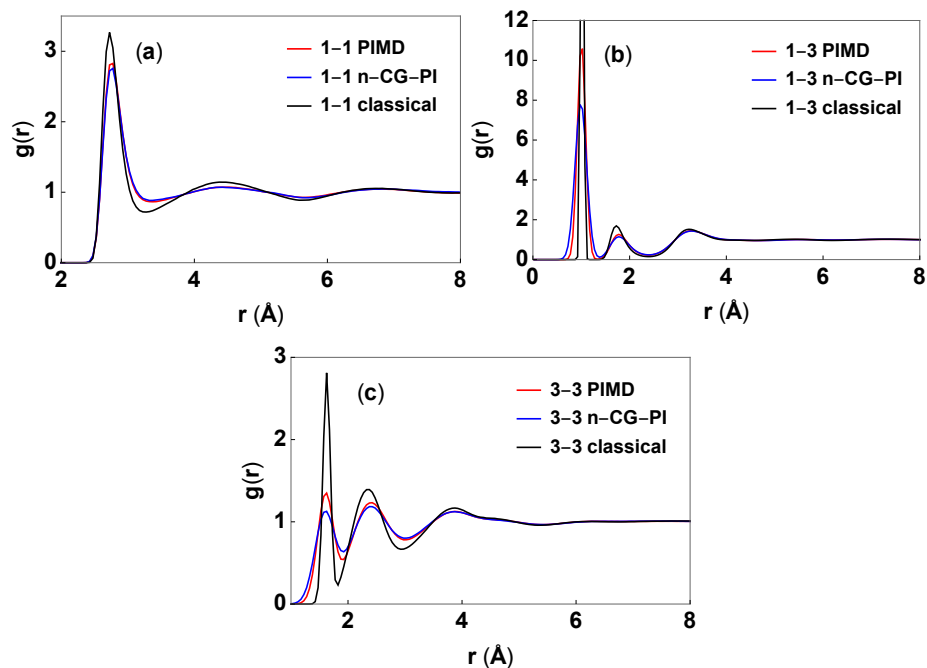 (a)
1–1 PIMD
1–1 n–CG–PI
1–1 classical
g(r)
3
2
1
0
2 4 6 8
r (Å)
(b)
1–3 PIMD
1–3 n–CG–PI
1–3 classical
g(r)
12
10
8
6
4
2
0
0 2 4 6 8
r (Å)
(c)
3–3 PIMD
3–3 n–CG–PI
3–3 classical
g(r)
3
2
1
0
2 4 6 8
r (Å)